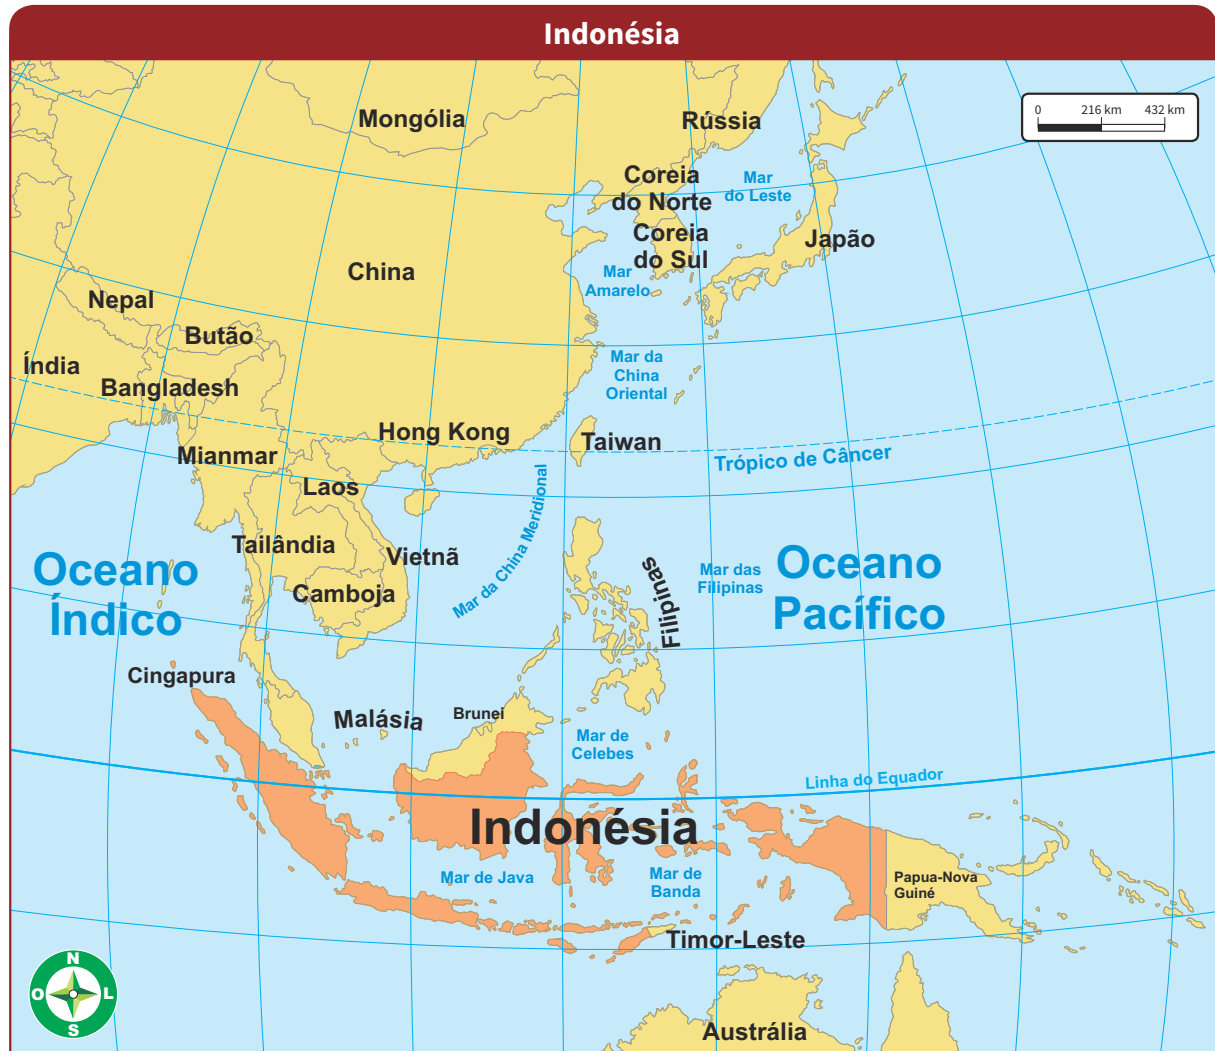 Indonésia
0 216 km 432 km
Mongólia
Rússia
Coreia
do Norte
Mar
do Leste
Coreia
do Sul
Japão
China
Mar
Amarelo
Nepal
Butão
Índia
Bangladesh
Mar da
China
Oriental
Hong Kong
Taiwan
Mianmar
Trópico de Câncer
Laos
Mar da China Meridional
Tailândia
Vietnã
Camboja
Oceano
Índico
Filipinas
Mar das
Filipinas
Oceano
Pacífico
Cingapura
Malásia
Brunei
Mar de
Celebes
Linha do Equador
Indonésia
Mar de Java
Mar de
Banda
Papua-Nova
Guiné
Timor-Leste
N
O L
S
Austrália